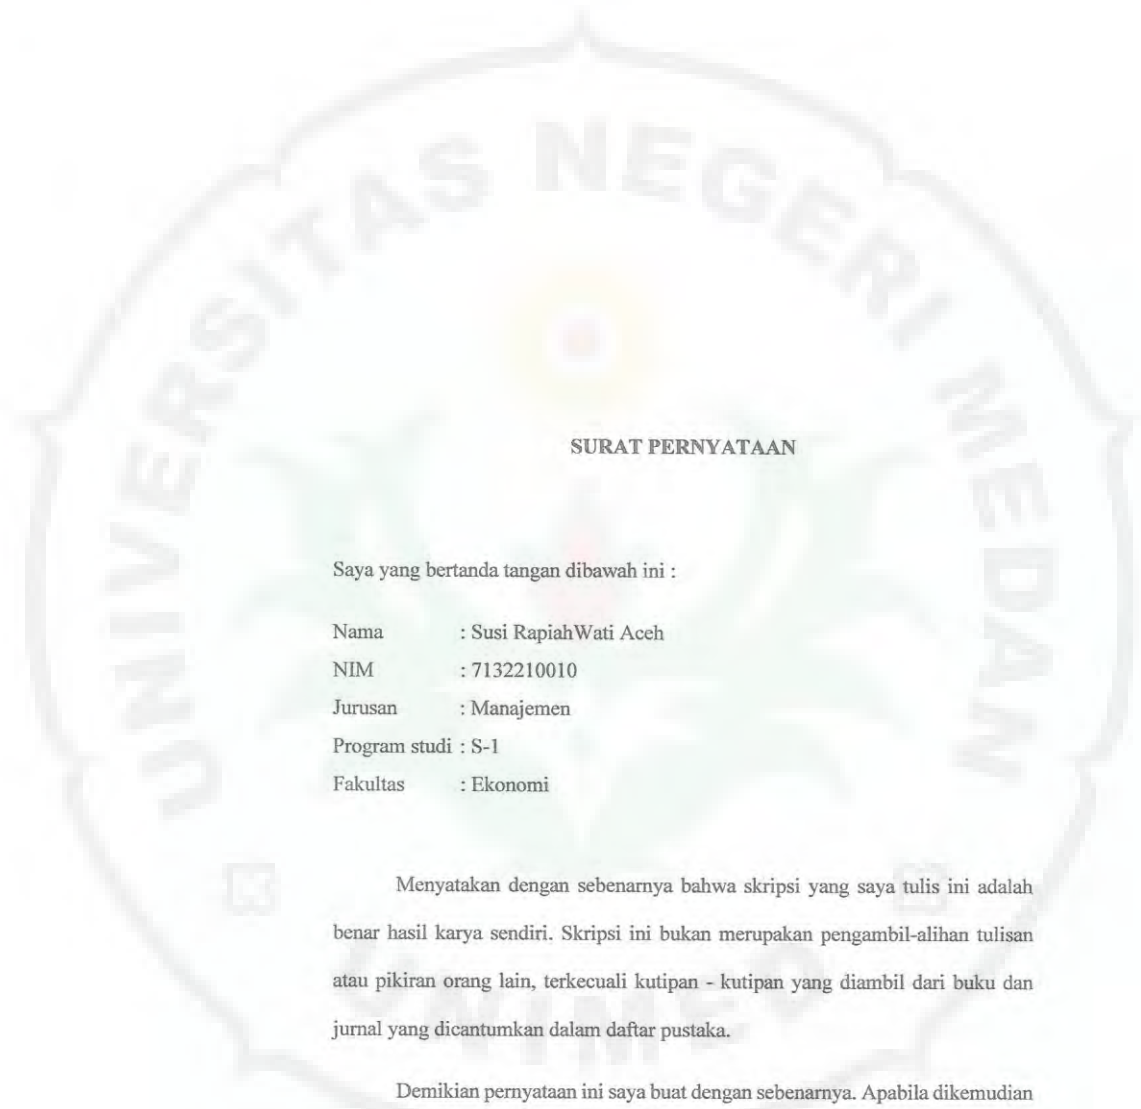 UNIVERSITAS NEGERI MEDAN
SURAT PERNYATAAN
Saya yang bertanda tangan dibawah ini :
Nama : Susi RapiahWati Aceh
NIM : 7132210010
Jurusan : Manajemen
Program studi : S-1
Fakultas : Ekonomi
Menyatakan dengan sebenarnya bahwa skripsi yang saya tulis ini adalah
benar hasil karya sendiri. Skripsi ini bukan merupakan pengambil-alihan tulisan
atau pikiran orang lain, terkecuali kutipan - kutipan yang diambil dari buku dan
jurnal yang dicantumkan dalam daftar pustaka.
UNIMED
Demikian pernyataan ini saya buat dengan sebenarnya. Apabila dikemudian